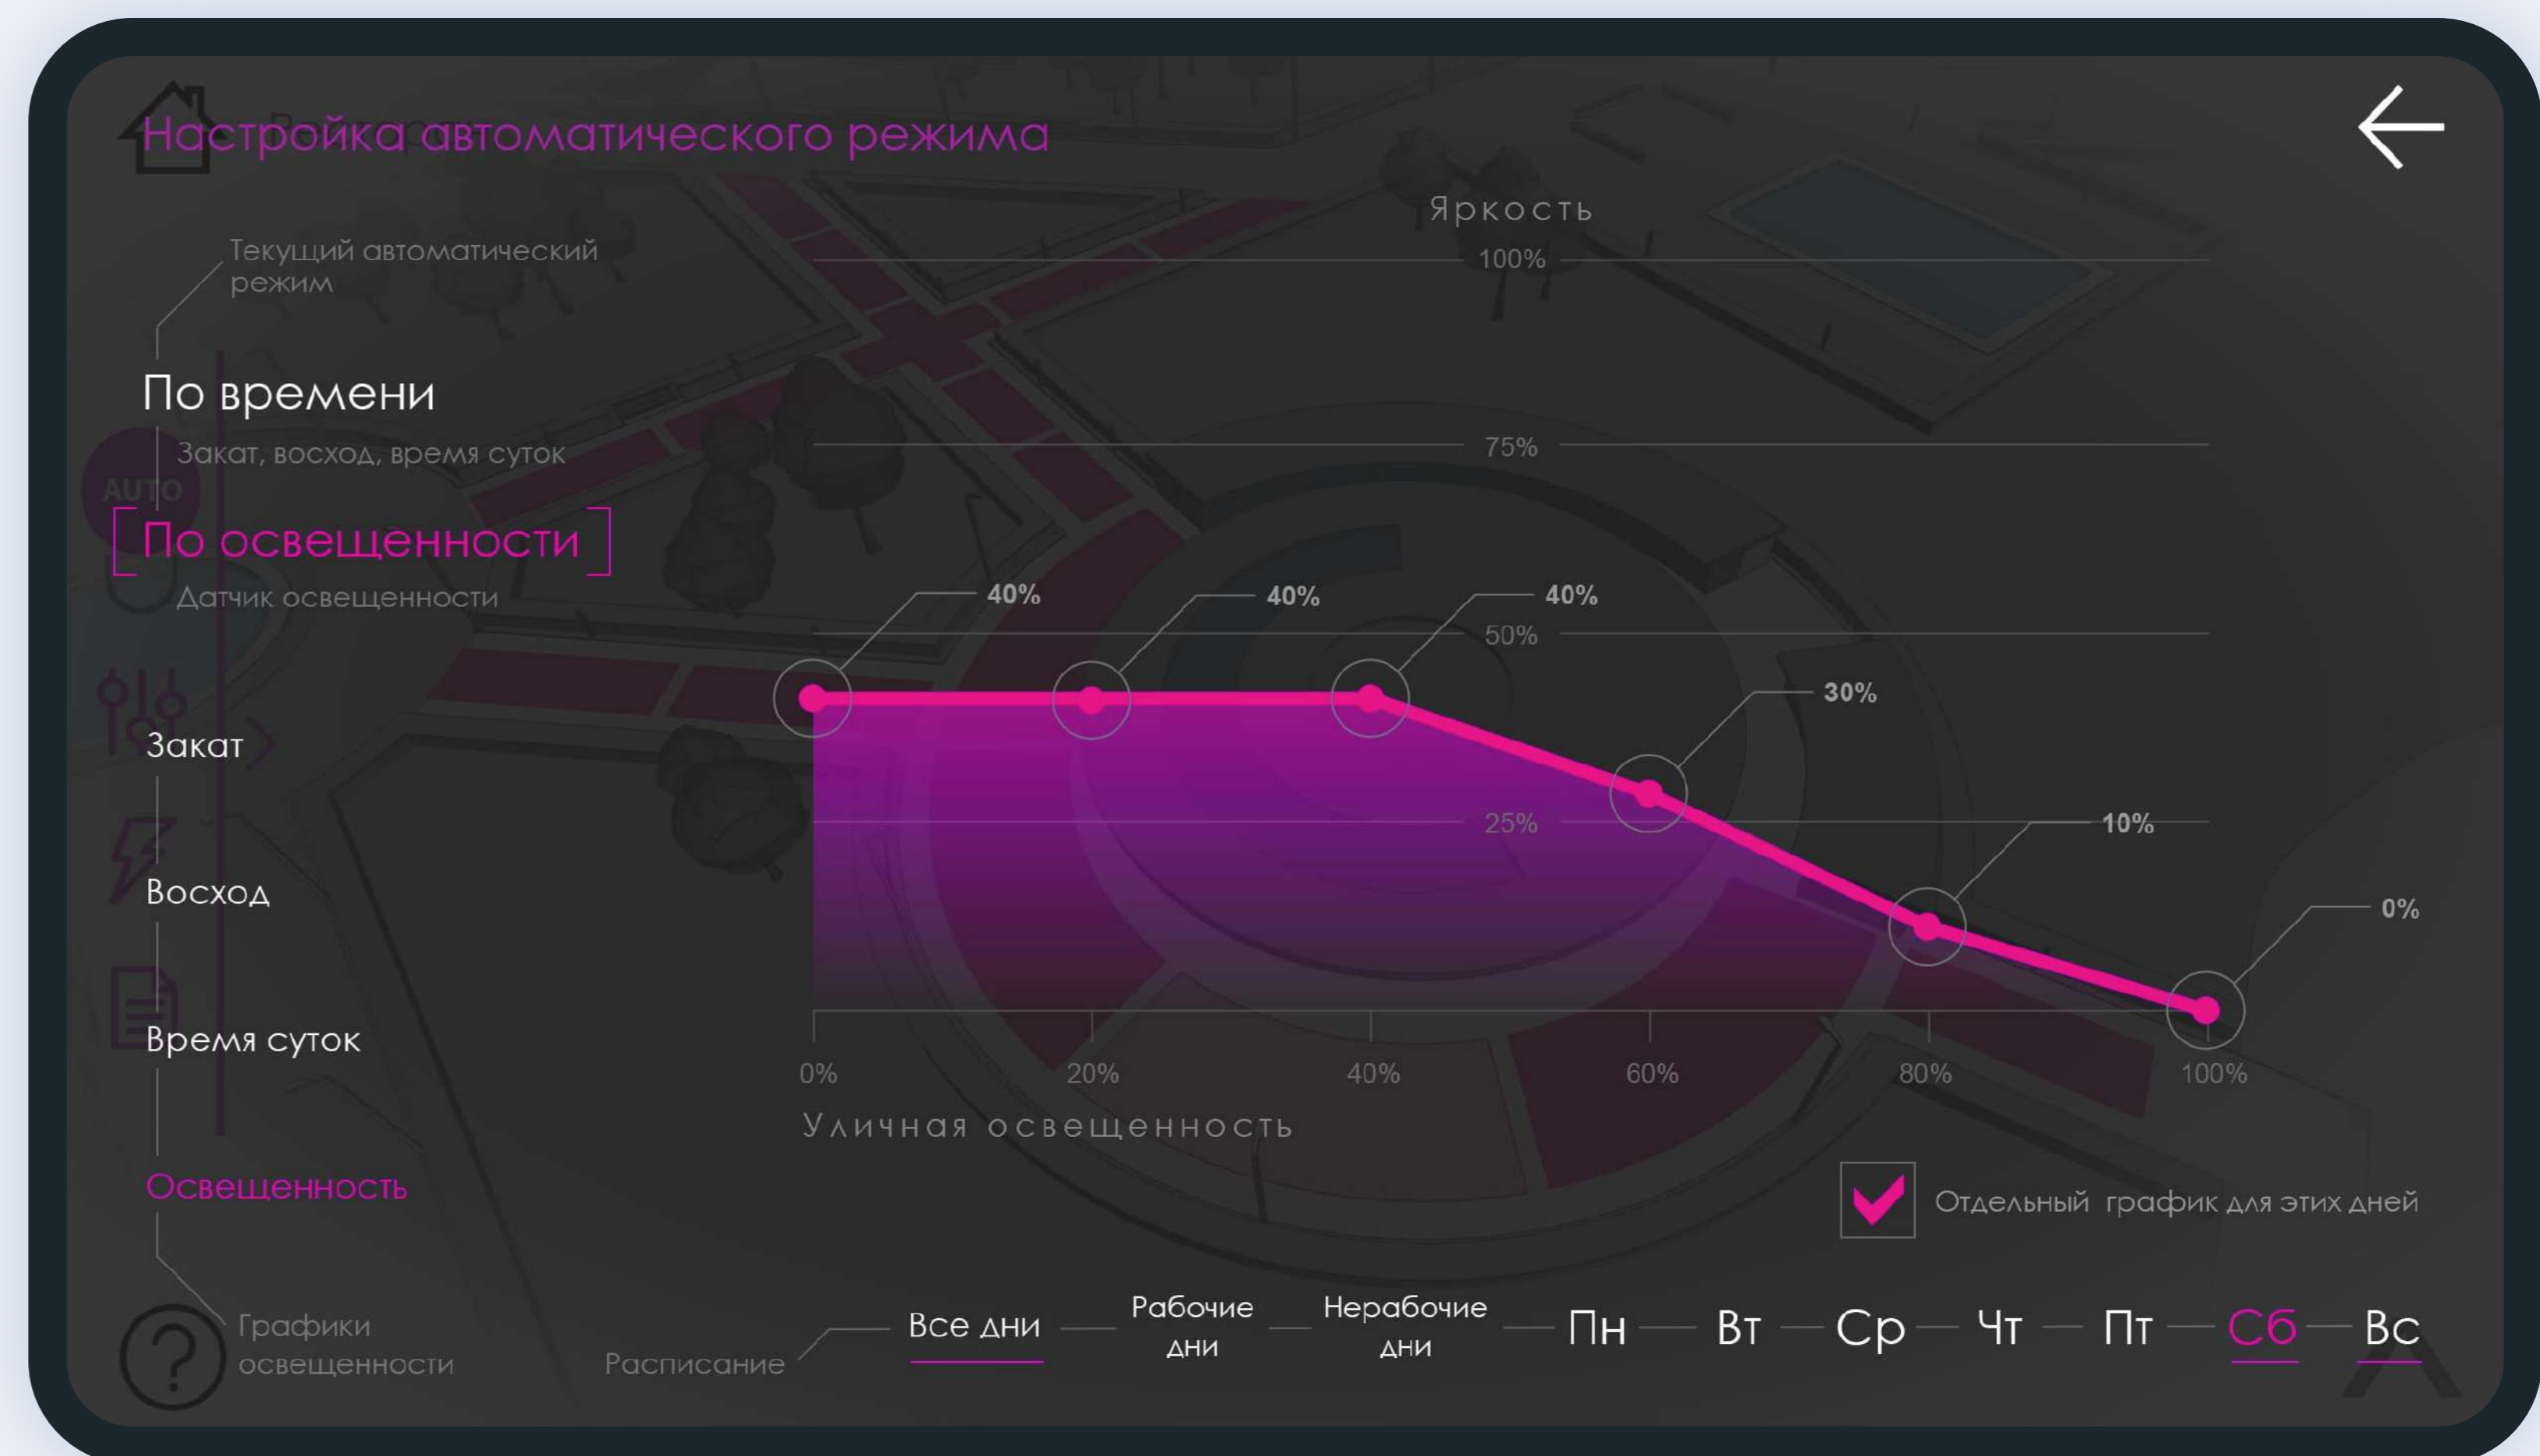 Настройка автоматического режима
Текущий автоматический
режим
По времени
Закат, восход, время суток
AUTO
По освещенности
Датчик освещенности
Закат
Восход
Время суток
Освещенность
Графики
освещенности
Яркость
100%
75%
50%
25%
40%
40%
40%
30%
10%
0%
0%
20%
40%
60%
80%
100%
Уличная освещенность
Отдельный график для этих дней
Расписание
Все дни
Рабочие
дни
Нерабочие
дни
Пн
Вт
Ср
Чт
Пт
Сб
Вс